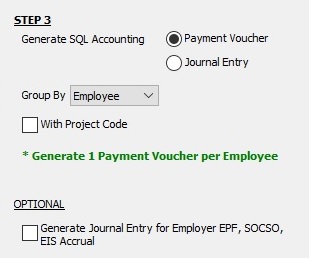 STEP 3
Generate SQL Accounting
Payment Voucher
Journal Entry
Group By Employee
With Project Code
* Generate 1 Payment Voucher per Employee
OPTIONAL
Generate Journal Entry for Employer EPF, SOCSO,
EIS Accrual